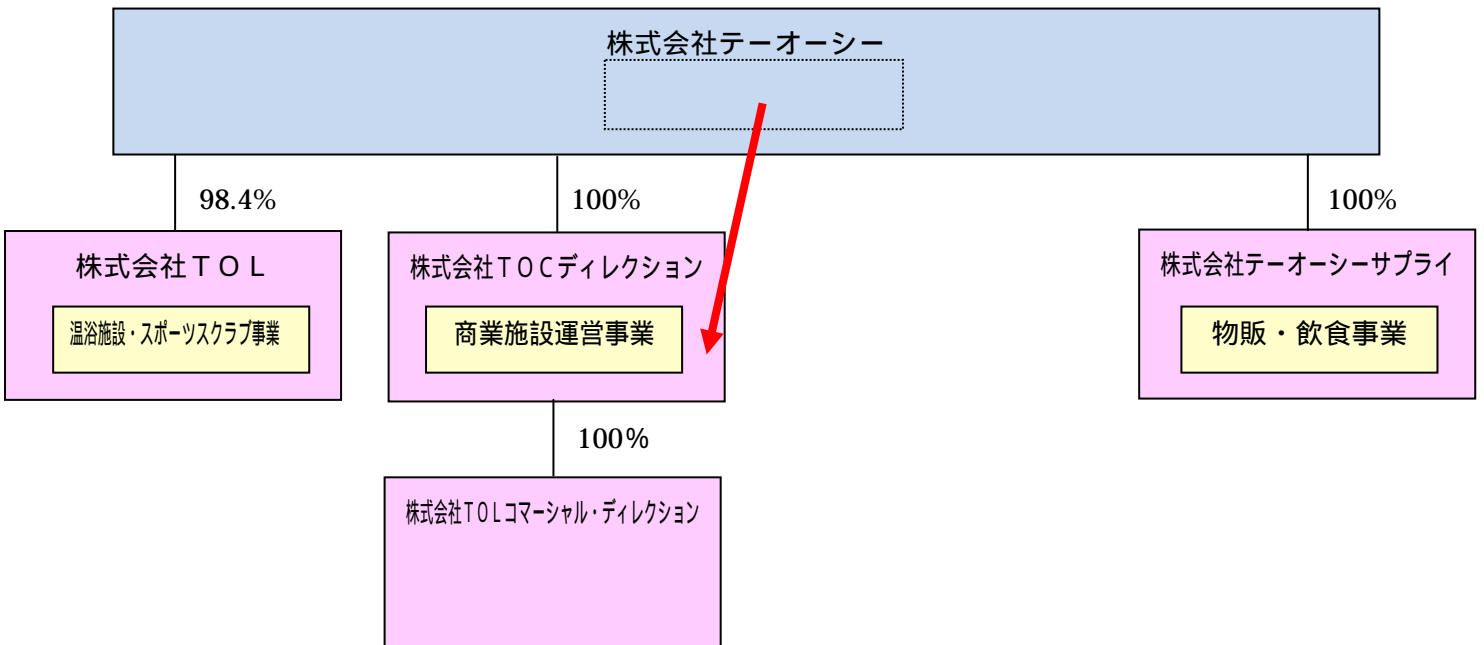 株式会社テーオーシー
98.4%
100%
100%
株式会社ＴＯＬ
株式会社ＴＯＣディレクション
株式会社テーオーシーサプライ
温浴施設・スポーツスクラブ事業
商業施設運営事業
物販・飲食事業
100%
株式会社ＴＯＬコマーシャル・ディレクション